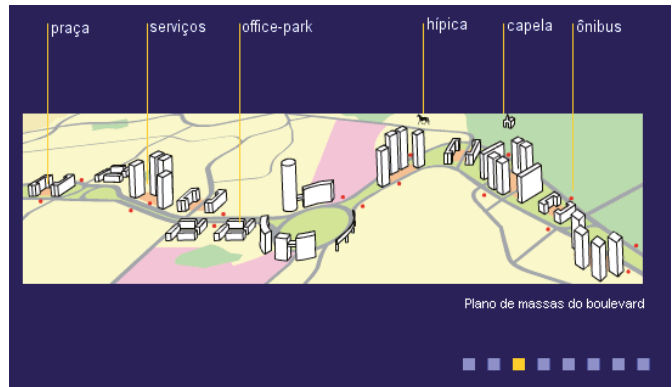 praça
serviços
office-park
hípica
capela
ônibus
Plano de massas do boulevard